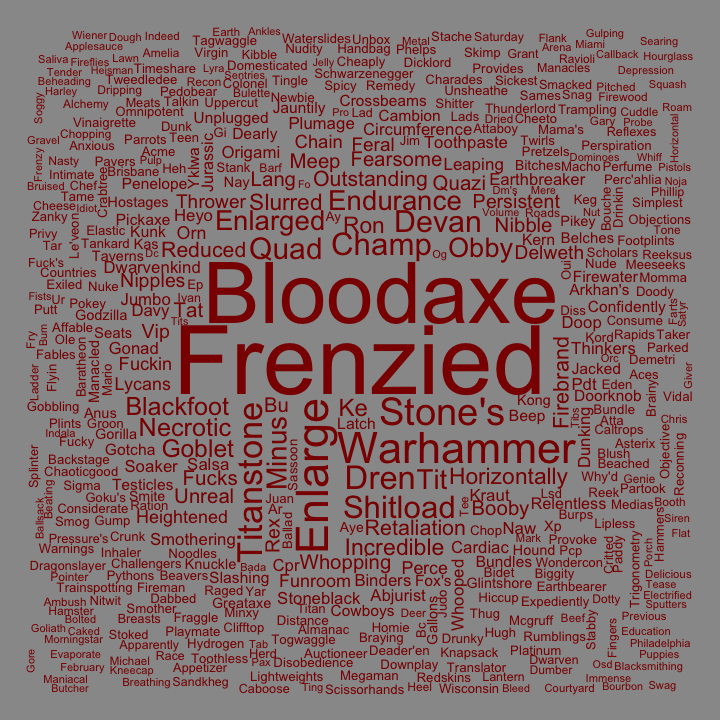 Bloodaxe
Frenzied
Warhammer
Enlarge
Titanstone
Stone's
Shitload
Champ
Devan
Quad
Obby
Endurance
Enlarged
Outstanding
Fearsome
Persistent
Nibble
Slurred
Thrower
Reduced
Nipples
Blackfoot
Necrotic
Goblet
Minus
Dren
Tit
Horizontally
Booby
Retaliation
Incredible
Firebrand
Whopping
Unreal
Fucks
Heightened
Smothering
Ke
Bu
Tat
Ron
Quazi
Lang
Meep
Feral
Chain
Plumage
Circumference
Toothpaste
Crossbeams
Cambion
Leaping
Earthbreaker
Origami
Unplugged
Dearly
Jauntily
Jurassic
Yklwa
Penelope
Pickaxe
Heyo
Orn
Dwarvenkind
Jumbo
Davy
Vip
Gonad
Fuckin
Lycans
Gotcha
Soaker
Salsa
Testicles
Delweth
Kern
Belches
Firewater
Arkhan's
Confidently
Doop
Thinkers
Jacked
Pdt
Doorknob
Dunking
Kong
Beep
Latch
Sassoon
Juan
Rex
Ar
Ballad
Aye
Kraut
Relentless
Naw
Xp
Chop
Cardiac
Bundles
Perce
Binders
Fox's
Glintshore
Whooped
Abjurist
Funroom
Cpr
Stoneblack
Slashing
Knuckle
Noodles
Raged
Yar
Greataxe
Minxy
Cowboys
Titan
Distance
Almanac
Togwaggle
Homie
Braying
Deer
Judo
Gallons
Bc
Drunky
Hiccup
Thug
Hugh
Knapsack
Platinum
Rumblings
Mcgruff
Beef
Stabby
Expediently
Dotty
Earthbearer
Biggity
Bidet
Wondercon
Hound
Pcp
Provoke
Mark
Burps
Lsd
Tee
Lipless
Reek
Partook
Medias
Booth
Siren
Flat
Hammers
Critted
Paddy
Trigonometry
Porch
Delicious
Tease
Electrified
Sputters
Previous
Education
Philadelphia
Puppies
Blacksmithing
Fingers
Osd
Immense
Swag
Bourbon
Courtyard
Bleed
Dumber
Dwarven
Lantern
Translator
Wisconsin
Heel
Redskins
Downplay
Megaman
Scissorhands
Ting
Auctioneer
Deader'en
Disobedience
Lightweights
Caboose
Pax
Herd
Tab
Toothless
Clifftop
Hydrogen
Sandkheg
Breathing
Appetizer
Race
Michael
Kneecap
Apparently
Playmate
Fraggle
Stoked
Breasts
Smother
Dabbed
Fireman
Beavers
Pythons
Trainspotting
Challengers
Inhaler
Crunk
Ration
Smite
Goku's
Gump
Smog
Considerate
Pressure's
Warnings
Dragonslayer
Pointer
Ambush
Nitwit
Hamster
Bolted
Goliath
Caked
Morningstar
Evaporate
February
Maniacal
Butcher
Gore
Bada
Ballsack
Beating
Splinter
Sigma
Chaoticgood
Backstage
Fucky
Indala
Gorilla
Groon
Plints
Anus
Gobbling
Ladder
Flyin
Fry
Bum
Fables
Ole
Affable
Baratheon
Manacled
Mario
Seats
Godzilla
Putt
Pokey
Fists
Ur
Nuke
Exiled
Countries
Fuck's
Taverns
Dc
Ep
Ivan
Tits
Tankard
Kas
Tar
Privy
Elastic
Kunk
Zanky
Le'veon
Cheese
Idiot
Hostages
Crabtree
Tame
Chef
Bruised
Intimate
Brisbane
Heh
Nasty
Pavers
Pulp
Acme
Anxious
Parrots
Teen
Frenzy
Gravel
Chopping
Dunk
Vinaigrette
Soggy
Omnipotent
Alchemy
Meats
Talkin
Uppercut
Gi
Stank
Barf
Nay
Fo
Ay
Og
Harley
Dripping
Pedobear
Bulette
Newbie
Beheading
Tweedledee
Recon
Colonel
Sentries
Tingle
Tender
Heisman
Timeshare
Lyra
Domesticated
Saliva
Fireflies
Lawn
Virgin
Kibble
Applesauce
Amelia
Tagwaggle
Nudity
Wiener
Dough
Indeed
Earth
Ankles
Waterslides
Unbox
Handbag
Phelps
Metal
Stache
Saturday
Jelly
Cheaply
Dicklord
Skimp
Grant
Flank
Gulping
Arena
Miami
Searing
Schwarzenegger
Provides
Ravioli
Callback
Hourglass
Spicy
Remedy
Charades
Sickest
Manacles
Depression
Unsheathe
Smacked
Pitched
Squash
Shitter
Sames
Snag
Firewood
Pro
Lad
Lads
Thunderlord
Trampling
Cuddle
Roam
Dried
Cheeto
Gary
Probe
Horizontal
Jim
Attaboy
Mama's
Reflexes
Twirls
Perspiration
Pretzels
Dominoes
Whiff
Pistols
Bitches
Macho
Perfume
Perc'ahlia
Noja
Dm's
Mere
Keg
Bouche
Drinkin
Phillip
Simplest
Volume
Roads
Nut
Pikey
Objections
Footplints
Tone
Scholars
Reeksus
Oui
Nude
Meeseeks
Momma
Doody
Farts
Satyr
Diss
Consume
Kord
Rapids
Taker
Orc
Parked
Demetri
Giver
Eden
Aces
Brainy
Vidal
Tibs
Bundle
Atta
Chris
Caltrops
Asterix
Objective
Reconning
Blush
Beached
Why'd
Genie